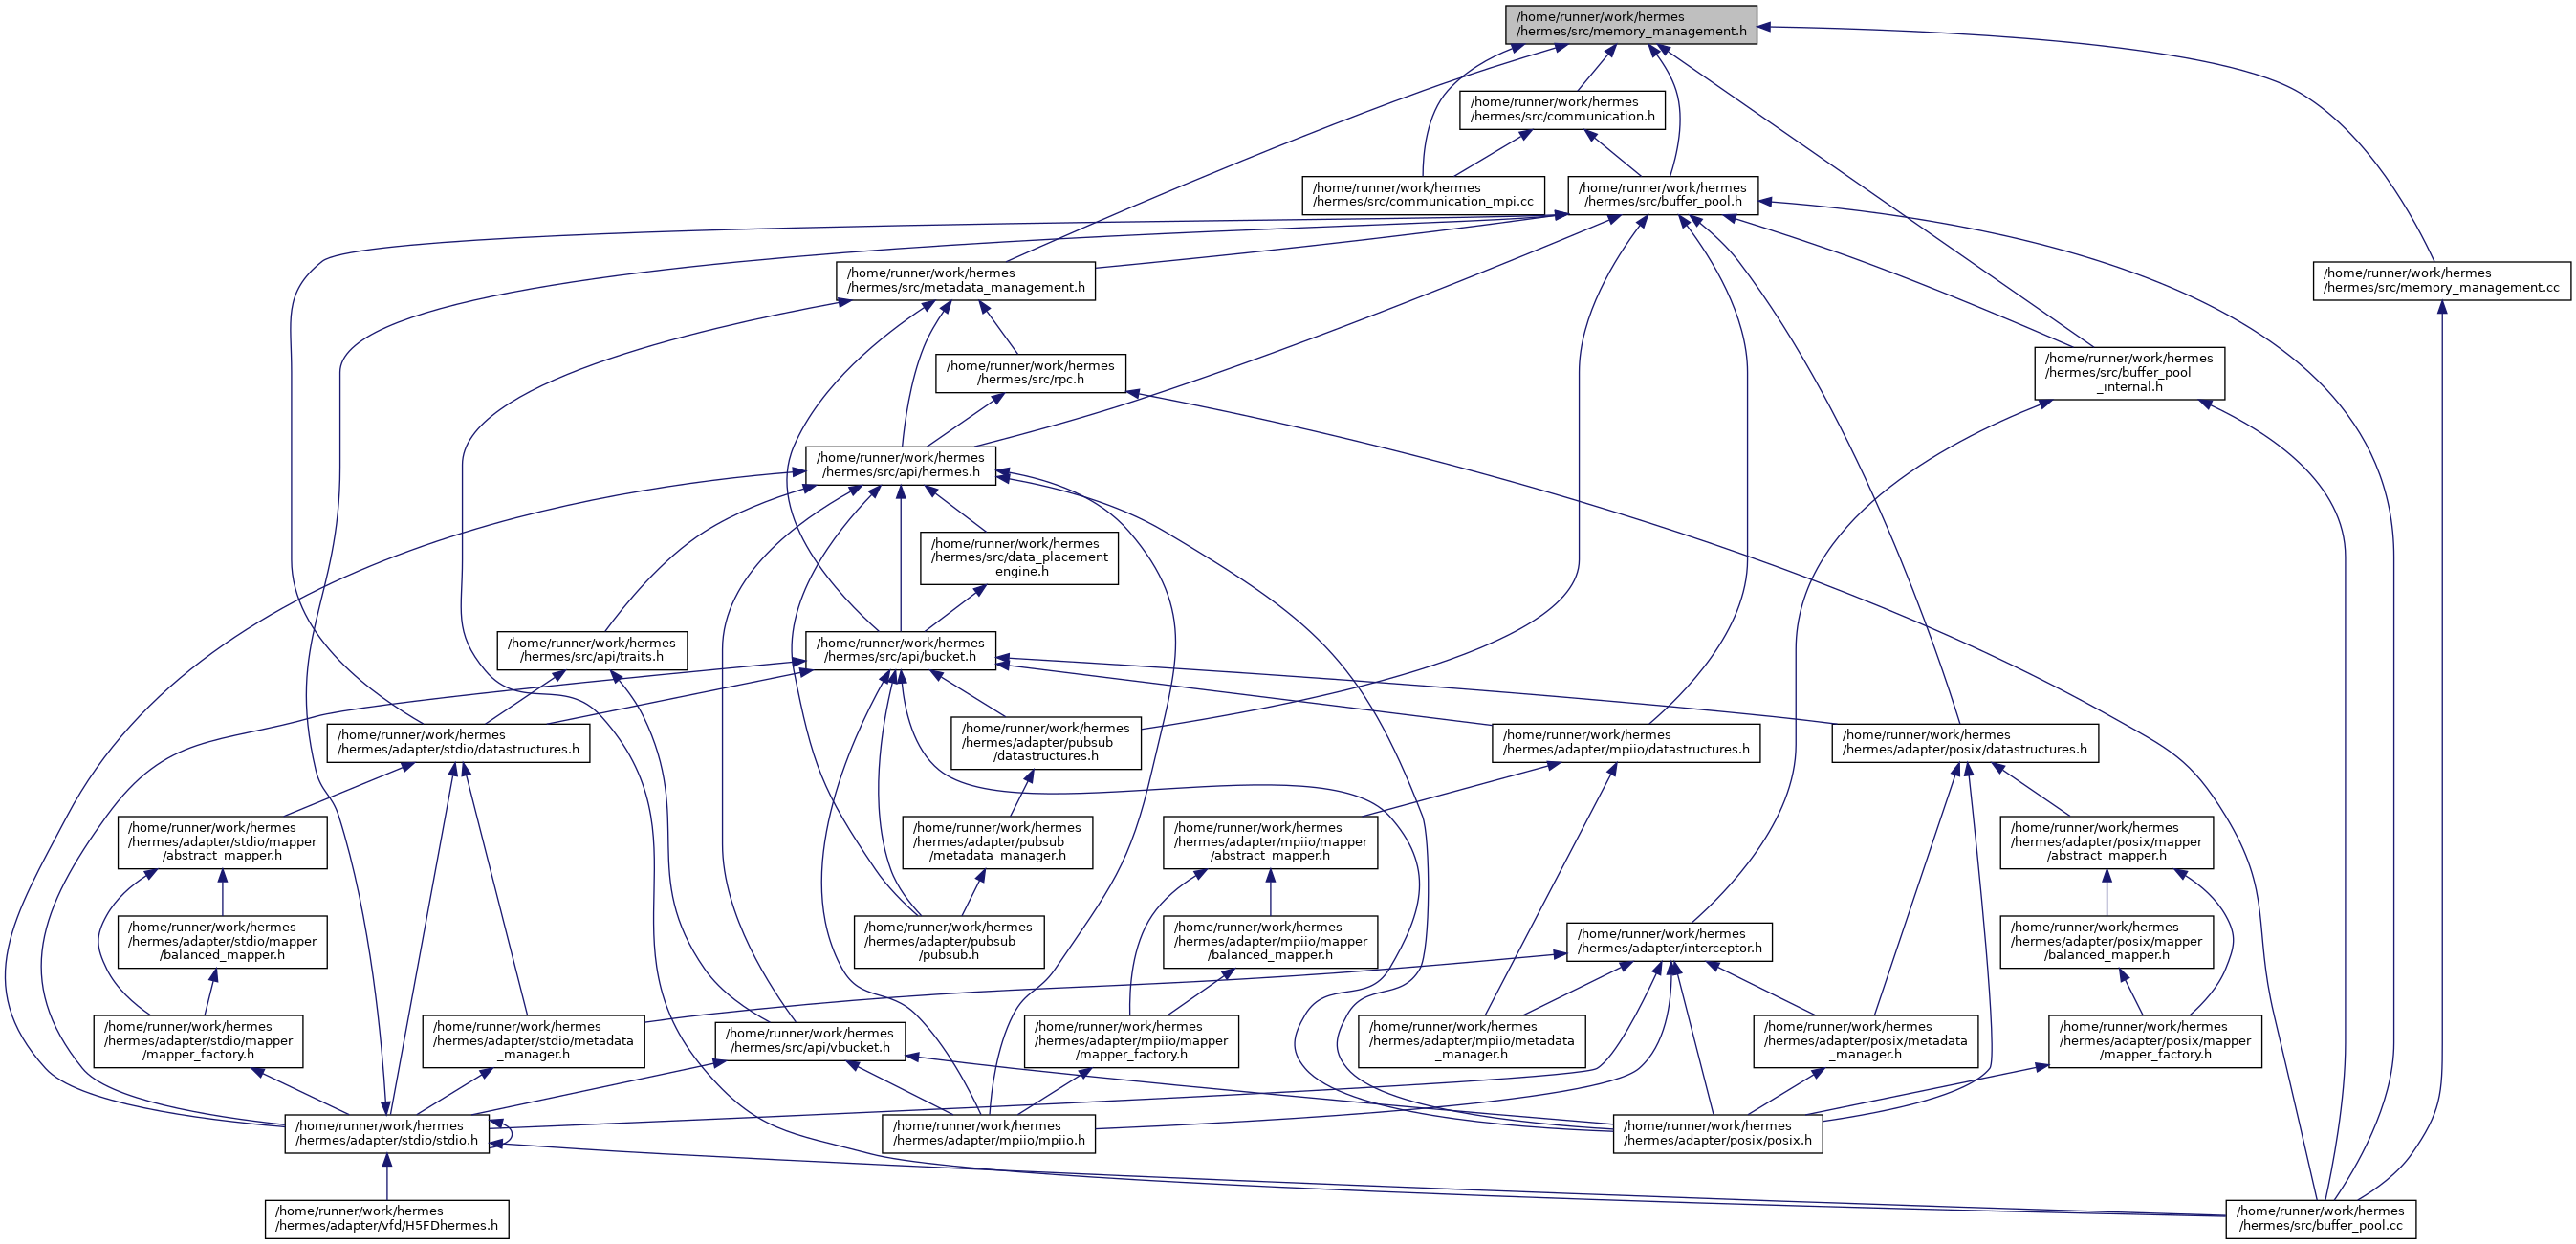 /home/runner/work/hermes
/hermes/src/memory_management.h
/home/runner/work/hermes
/hermes/src/communication.h
/home/runner/work/hermes
/hermes/src/communication_mpi.cc
/home/runner/work/hermes
/hermes/src/buffer_pool.h
/home/runner/work/hermes
/hermes/src/metadata_management.h
/home/runner/work/hermes
/hermes/src/memory_management.cc
/home/runner/work/hermes
/hermes/src/rpc.h
/home/runner/work/hermes
/hermes/src/buffer_pool
_internal.h
/home/runner/work/hermes
/hermes/src/api/hermes.h
/home/runner/work/hermes
/hermes/src/data_placement
_engine.h
/home/runner/work/hermes
/hermes/src/api/traits.h
/home/runner/work/hermes
/hermes/src/api/bucket.h
/home/runner/work/hermes
/hermes/adapter/stdio/datastructures.h
/home/runner/work/hermes
/hermes/adapter/pubsub
/datastructures.h
/home/runner/work/hermes
/hermes/adapter/mpiio/datastructures.h
/home/runner/work/hermes
/hermes/adapter/posix/datastructures.h
/home/runner/work/hermes
/hermes/adapter/stdio/mapper
/abstract_mapper.h
/home/runner/work/hermes
/hermes/adapter/pubsub
/metadata_manager.h
/home/runner/work/hermes
/hermes/adapter/mpiio/mapper
/abstract_mapper.h
/home/runner/work/hermes
/hermes/adapter/posix/mapper
/abstract_mapper.h
/home/runner/work/hermes
/hermes/adapter/stdio/mapper
/balanced_mapper.h
/home/runner/work/hermes
/hermes/adapter/pubsub
/pubsub.h
/home/runner/work/hermes
/hermes/adapter/mpiio/mapper
/balanced_mapper.h
/home/runner/work/hermes
/hermes/adapter/interceptor.h
/home/runner/work/hermes
/hermes/adapter/posix/mapper
/balanced_mapper.h
/home/runner/work/hermes
/hermes/adapter/stdio/mapper
/mapper_factory.h
/home/runner/work/hermes
/hermes/adapter/stdio/metadata
_manager.h
/home/runner/work/hermes
/hermes/src/api/vbucket.h
/home/runner/work/hermes
/hermes/adapter/mpiio/mapper
/mapper_factory.h
/home/runner/work/hermes
/hermes/adapter/mpiio/metadata
_manager.h
/home/runner/work/hermes
/hermes/adapter/posix/metadata
_manager.h
/home/runner/work/hermes
/hermes/adapter/posix/mapper
/mapper_factory.h
/home/runner/work/hermes
/hermes/adapter/stdio/stdio.h
/home/runner/work/hermes
/hermes/adapter/mpiio/mpiio.h
/home/runner/work/hermes
/hermes/adapter/posix/posix.h
/home/runner/work/hermes
/hermes/adapter/vfd/H5FDhermes.h
/home/runner/work/hermes
/hermes/src/buffer_pool.cc